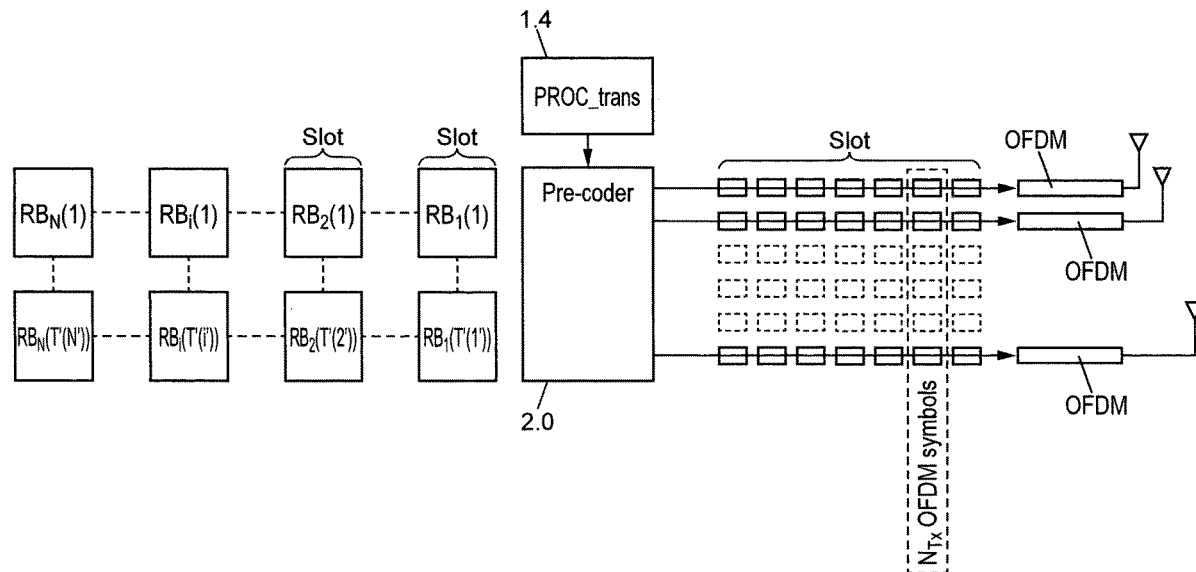 1.4
PROC_trans
Slot
Slot
Slot
OFDM
RB_N(1)
RB_i(1)
RB_2(1)
RB_1(1)
Pre-coder
OFDM
RB_N(T'(N'))
RB_i(T'(i'))
RB_2(T'(2'))
RB_1(T'(1'))
OFDM
2.0
N_Tx OFDM symbols